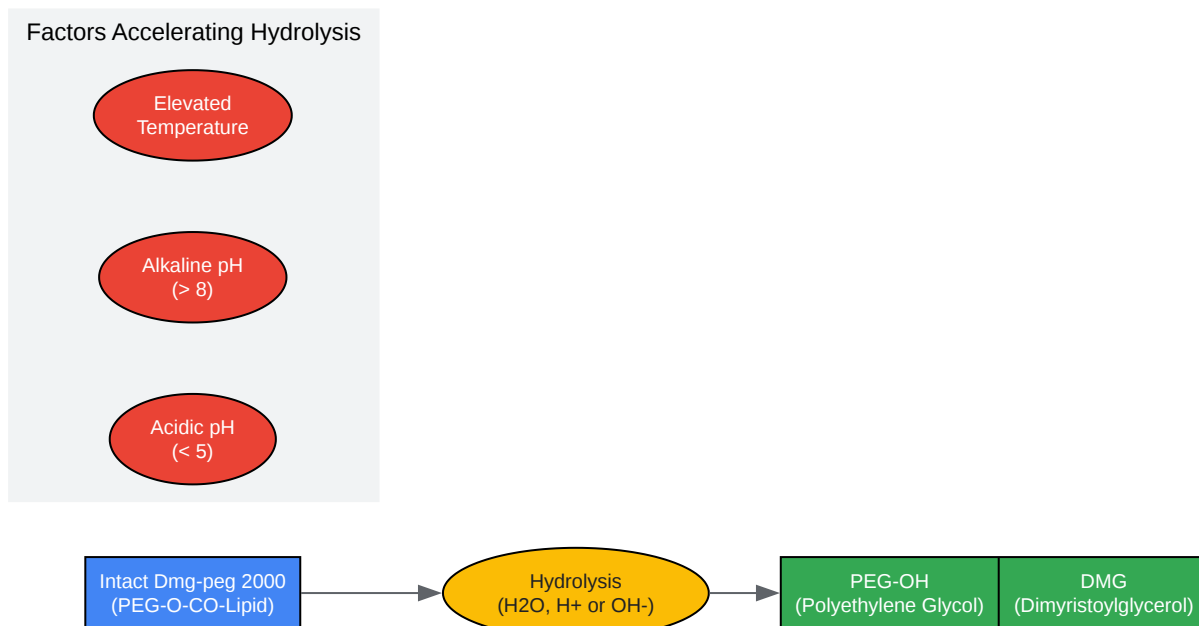 Factors Accelerating Hydrolysis
Elevated
Temperature
Alkaline pH
(> 8)
Acidic pH
(< 5)
Intact Dmg-peg 2000
(PEG-O-CO-Lipid)
Hydrolysis
(H2O, H+ or OH-)
PEG-OH
(Polyethylene Glycol)
DMG
(Dimyristoylglycerol)